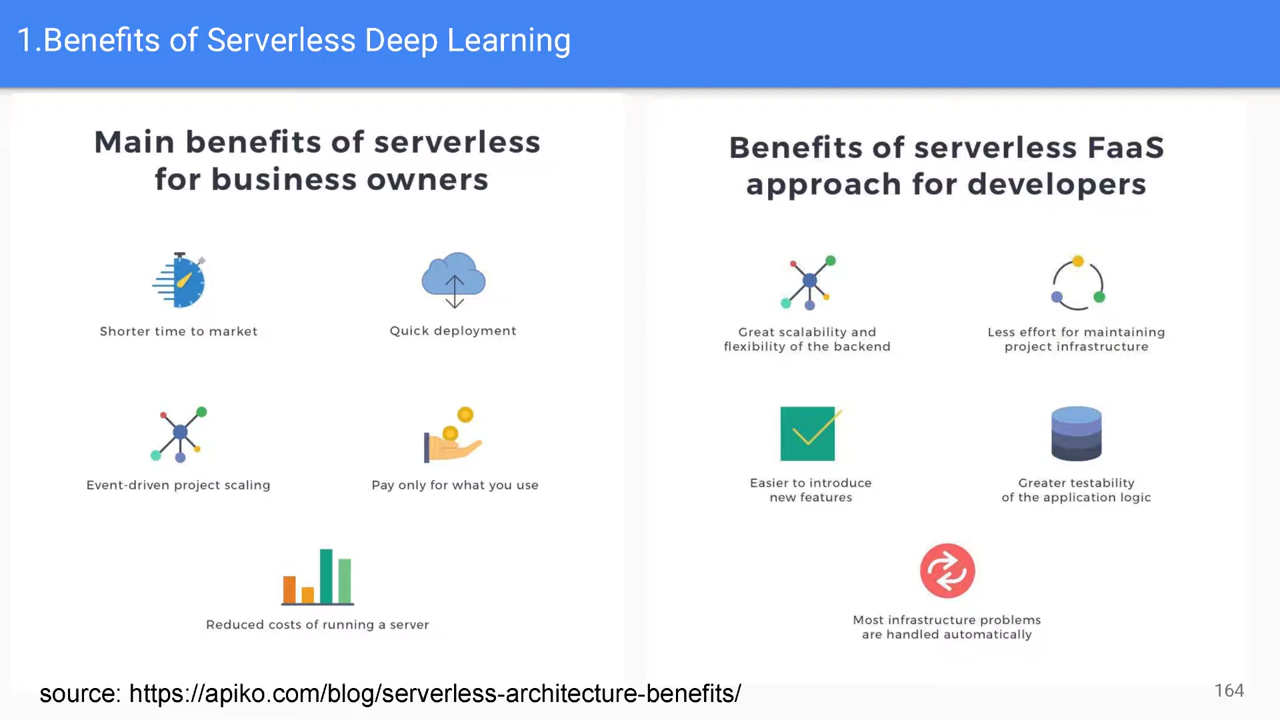 1.Benefits of Serverless Deep Learning
Main benefits of serverless
for business owners
Shorter time to market
Quick deployment
Event-driven project scaling
Pay only for what you use
Reduced costs of running a server
Benefits of serverless FaaS
approach for developers
Great scalability and
flexibility of the backend
Less effort for maintaining
project infrastructure
Easier to introduce
new features
Greater testability
of the application logic
Most infrastructure problems
are handled automatically
source: https://apiko.com/blog/serverless-architecture-benefits/
164